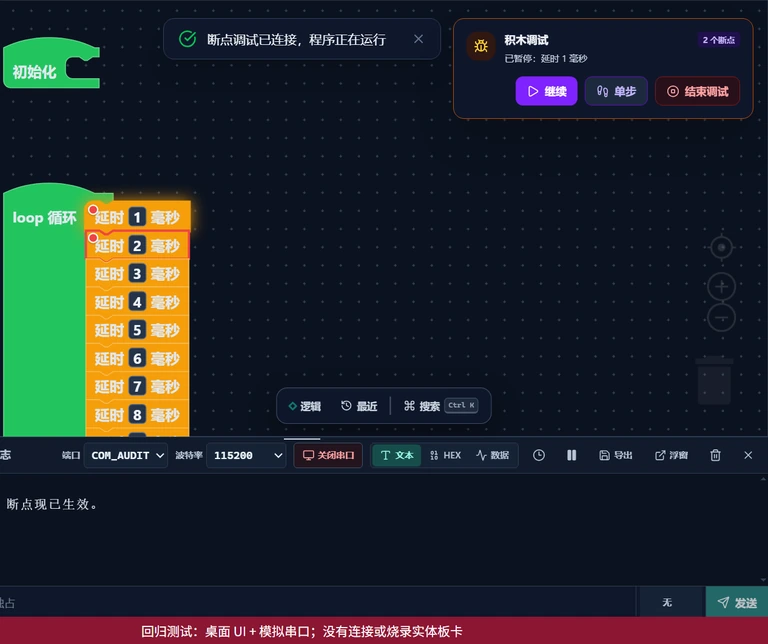 断点调试已连接，程序正在运行
积木调试
2 个断点
已暂停：延时 1 毫秒
继续
单步
结束调试
初始化
loop 循环
延时 1 毫秒
延时 2 毫秒
延时 3 毫秒
延时 4 毫秒
延时 5 毫秒
延时 6 毫秒
延时 7 毫秒
延时 8 毫秒
逻辑 最近 搜索 Ctrl K
志 端口 COM_AUDIT 波特率 115200 关闭串口 文本 HEX 数据 导出 浮窗
断点现已生效。
独占 无 发送
回归测试：桌面 UI + 模拟串口；没有连接或烧录实体板卡